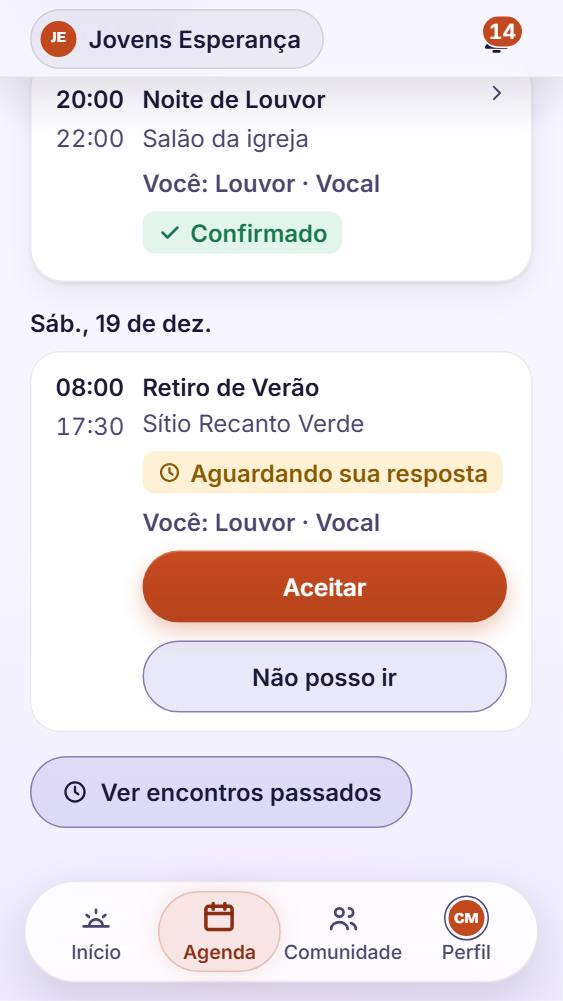 JE Jovens Esperança
14
20:00 Noite de Louvor
22:00 Salão da igreja
Você: Louvor · Vocal
Confirmado
Sáb., 19 de dez.
08:00 Retiro de Verão
17:30 Sítio Recanto Verde
Aguardando sua resposta
Você: Louvor · Vocal
Aceitar
Não posso ir
Ver encontros passados
CM
Início Agenda Comunidade Perfil